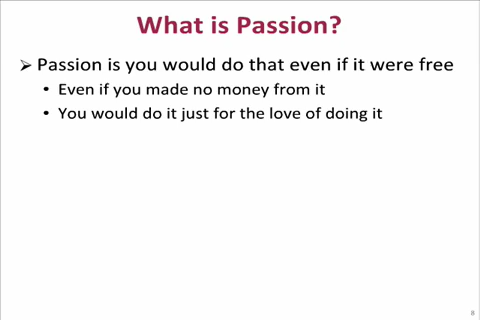 What is Passion?
➢ Passion is you would do that even if it were free
• Even if you made no money from it
• You would do it just for the love of doing it
8